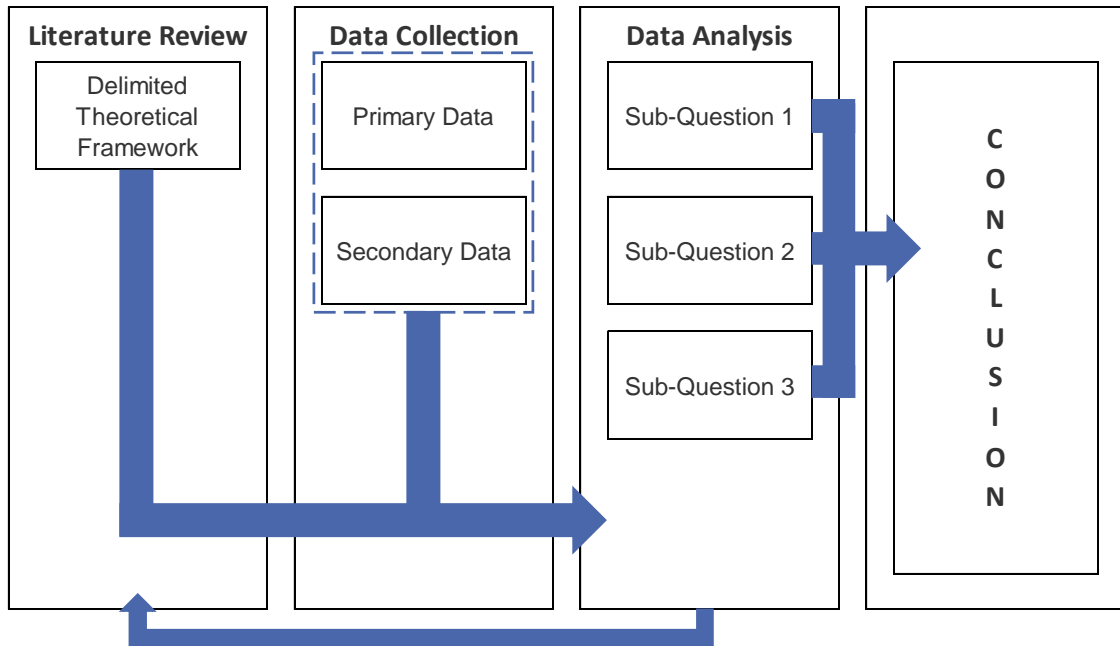 Literature Review
Delimited
Theoretical
Framework
Data Collection
Primary Data
Secondary Data
Data Analysis
Sub-Question 1
Sub-Question 2
Sub-Question 3
C
O
N
C
L
U
S
I
O
N